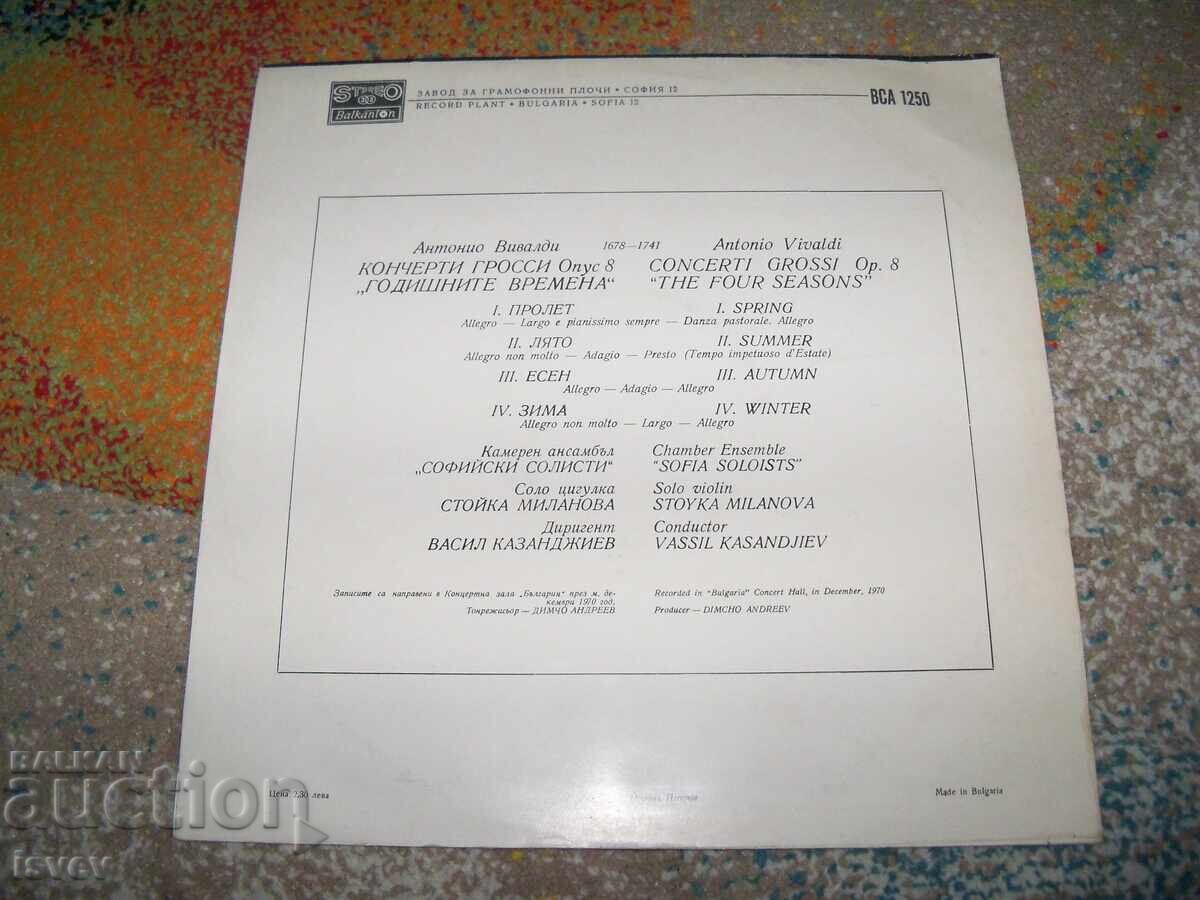 STEREO
33
Balkanton
ЗАВОД ЗА ГРАМОФОННИ ПЛОЧИ • СОФИЯ 12
RECORD PLANT • BULGARIA • SOFIA 12
ВСА 1250
Антонио Вивалди 1678—1741 Antonio Vivaldi
КОНЧЕРТИ ГРОССИ Опус 8 CONCERTI GROSSI Op. 8
„ГОДИШНИТЕ ВРЕМЕНА“ “THE FOUR SEASONS”
I. ПРОЛЕТ I. SPRING
Allegro — Largo e pianissimo sempre — Danza pastorale. Allegro
II. ЛЯТО II. SUMMER
Allegro non molto — Adagio — Presto (Tempo impetuoso d'Estate)
III. ЕСЕН III. AUTUMN
Allegro — Adagio — Allegro
IV. ЗИМА IV. WINTER
Allegro non molto — Largo — Allegro
Камерен ансамбъл Chamber Ensemble
„СОФИЙСКИ СОЛИСТИ“ “SOFIA SOLOISTS”
Соло цигулка Solo violin
СТОЙКА МИЛАНОВА STOYKA MILANOVA
Диригент Conductor
ВАСИЛ КАЗАНДЖИЕВ VASSIL KASANDJIEV
Записите са направени в Концертна зала „България“ през м. де- Recorded in “Bulgaria” Concert Hall, in December, 1970
кември 1970 год.
Тонрежисьор — ДИМЧО АНДРЕЕВ Producer — DIMCHO ANDREEV
Цена 2,30 лева Made in Bulgaria
BALKAN
auction
isvev